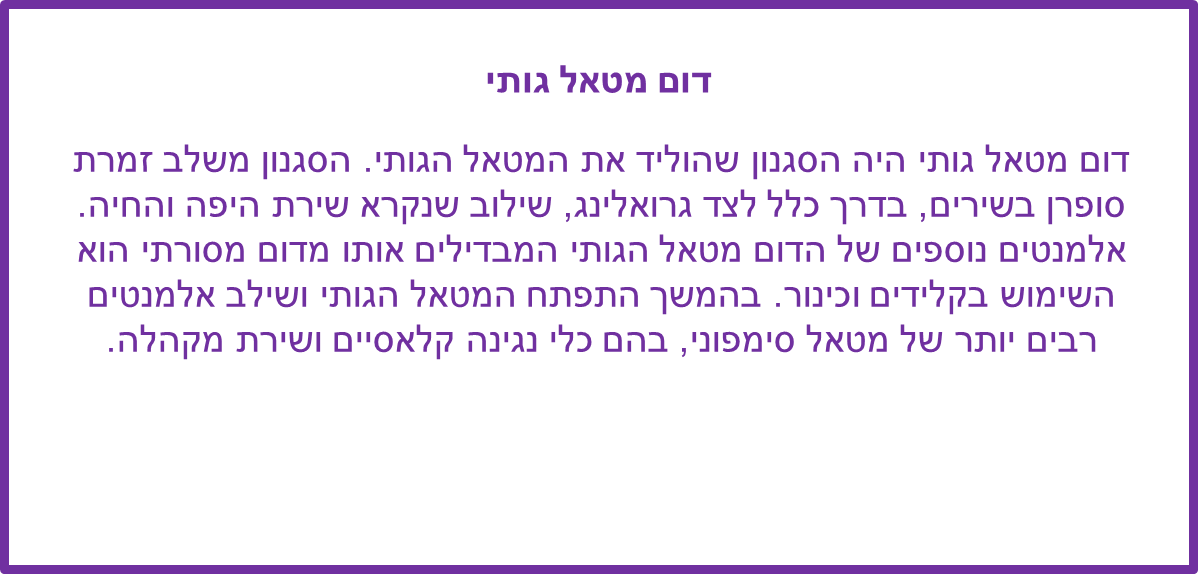 דום מטאל גותי
דום מטאל גותי היה הסגנון שהוליד את המטאל הגותי. הסגנון משלב זמרת
סופרן בשירים, בדרך כלל לצד גרואלינג, שילוב שנקרא שירת היפה והחיה.
אלמנטים נוספים של הדום מטאל הגותי המבדילים אותו מדום מסורתי הוא
השימוש בקלידים וכינור. בהמשך התפתח המטאל הגותי ושילב אלמנטים
רבים יותר של מטאל סימפוני, בהם כלי נגינה קלאסיים ושירת מקהלה.